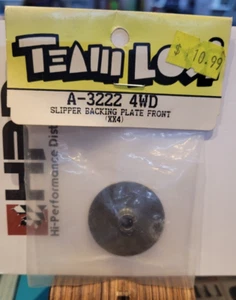 TEAM LOSI
$ 10.99
A-3222 4WD
SLIPPER BACKING PLATE FRONT
(XX4)
Hi-Performance Dist